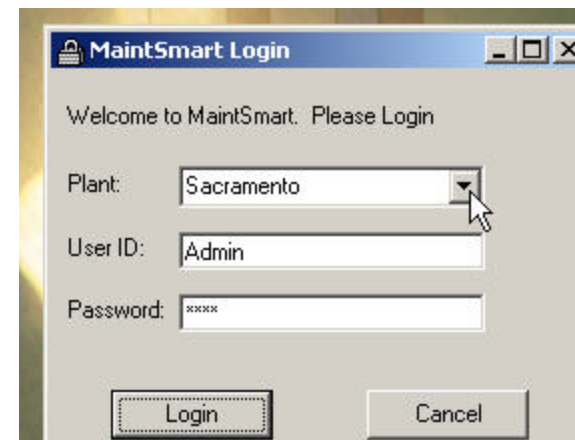 MaintSmart Login
Welcome to MaintSmart. Please Login
Plant: Sacramento
User ID: Admin
Password: ****
Login Cancel